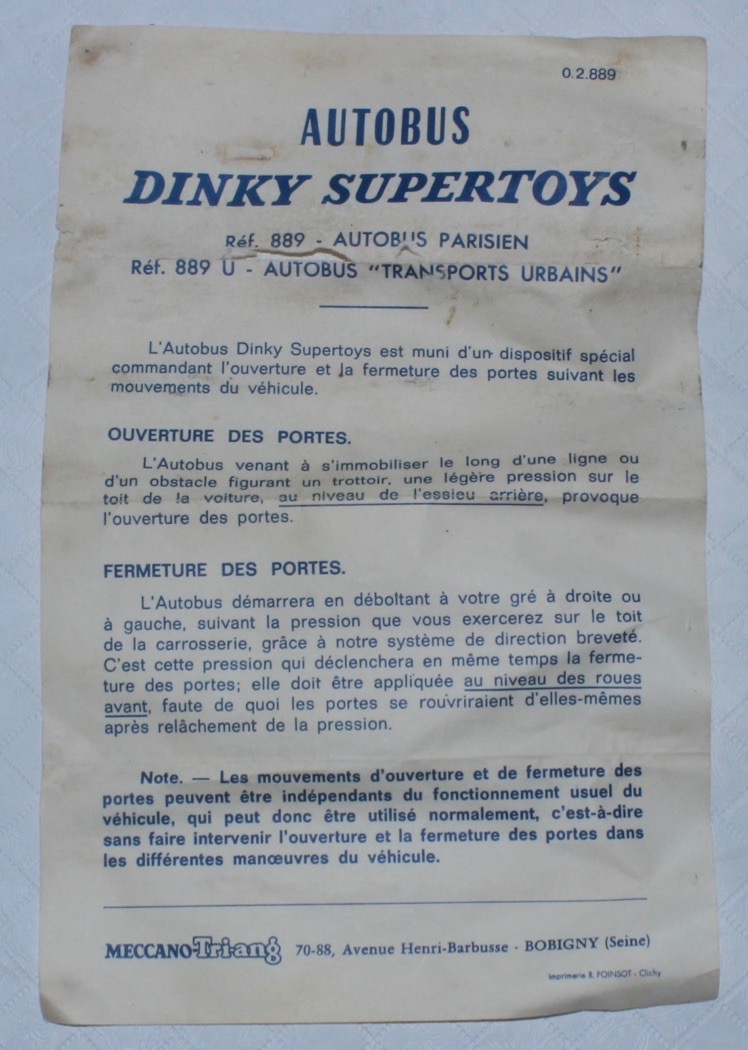 0.2.889
AUTOBUS
DINKY SUPERTOYS
Réf. 889 - AUTOBUS PARISIEN
Réf. 889 U - AUTOBUS "TRANSPORTS URBAINS"
L'Autobus Dinky Supertoys est muni d'un dispositif spécial
commandant l'ouverture et la fermeture des portes suivant les
mouvements du véhicule.
OUVERTURE DES PORTES.
L'Autobus venant à s'immobiliser le long d'une ligne ou
d'un obstacle figurant un trottoir, une légère pression sur le
toit de la voiture, au niveau de l'essieu arrière, provoque
l'ouverture des portes.
FERMETURE DES PORTES.
L'Autobus démarrera en déboîtant à votre gré à droite ou
à gauche, suivant la pression que vous exercerez sur le toit
de la carrosserie, grâce à notre système de direction breveté.
C'est cette pression qui déclenchera en même temps la ferme-
ture des portes; elle doit être appliquée au niveau des roues
avant, faute de quoi les portes se rouvriraient d'elles-mêmes
après relâchement de la pression.
Note. — Les mouvements d'ouverture et de fermeture des
portes peuvent être indépendants du fonctionnement usuel du
véhicule, qui peut donc être utilisé normalement, c'est-à-dire
sans faire intervenir l'ouverture et la fermeture des portes dans
les différentes manœuvres du véhicule.
MECCANO-Tri-ang 70-88, Avenue Henri-Barbusse - BOBIGNY (Seine)
Imprimerie R. POINSOT - Clichy